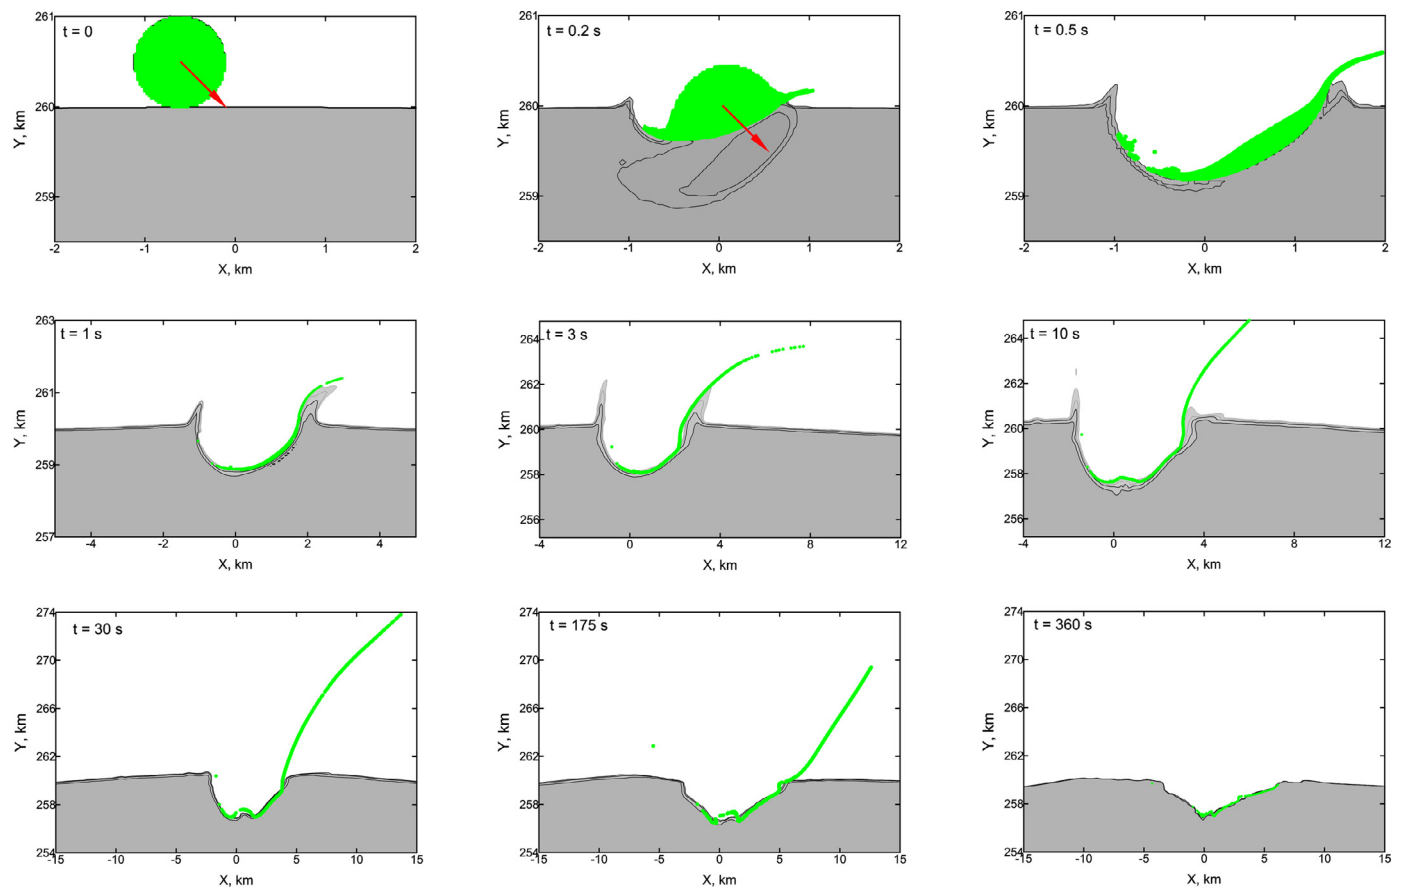 261 261 261
t = 0 t = 0.2 s t = 0.5 s
260 260 260
Y, km Y, km Y, km
259 259 259
-2 -1 0 1 2 -2 -1 0 1 2 -2 -1 0 1 2
X, km X, km X, km
263 264 264
t = 1 s t = 3 s t = 10 s
261 262 262
Y, km Y, km Y, km
260 260
259 258 258
257 256 256
-4 -2 0 2 4 -4 0 4 8 12 -4 0 4 8 12
X, km X, km X, km
274 274 274
t = 30 s t = 175 s t = 360 s
270 270 270
266 266 266
Y, km Y, km Y, km
262 262 262
258 258 258
254 254 254
-15 -10 -5 0 5 10 15 -15 -10 -5 0 5 10 15 -15 -10 -5 0 5 10 15
X, km X, km X, km